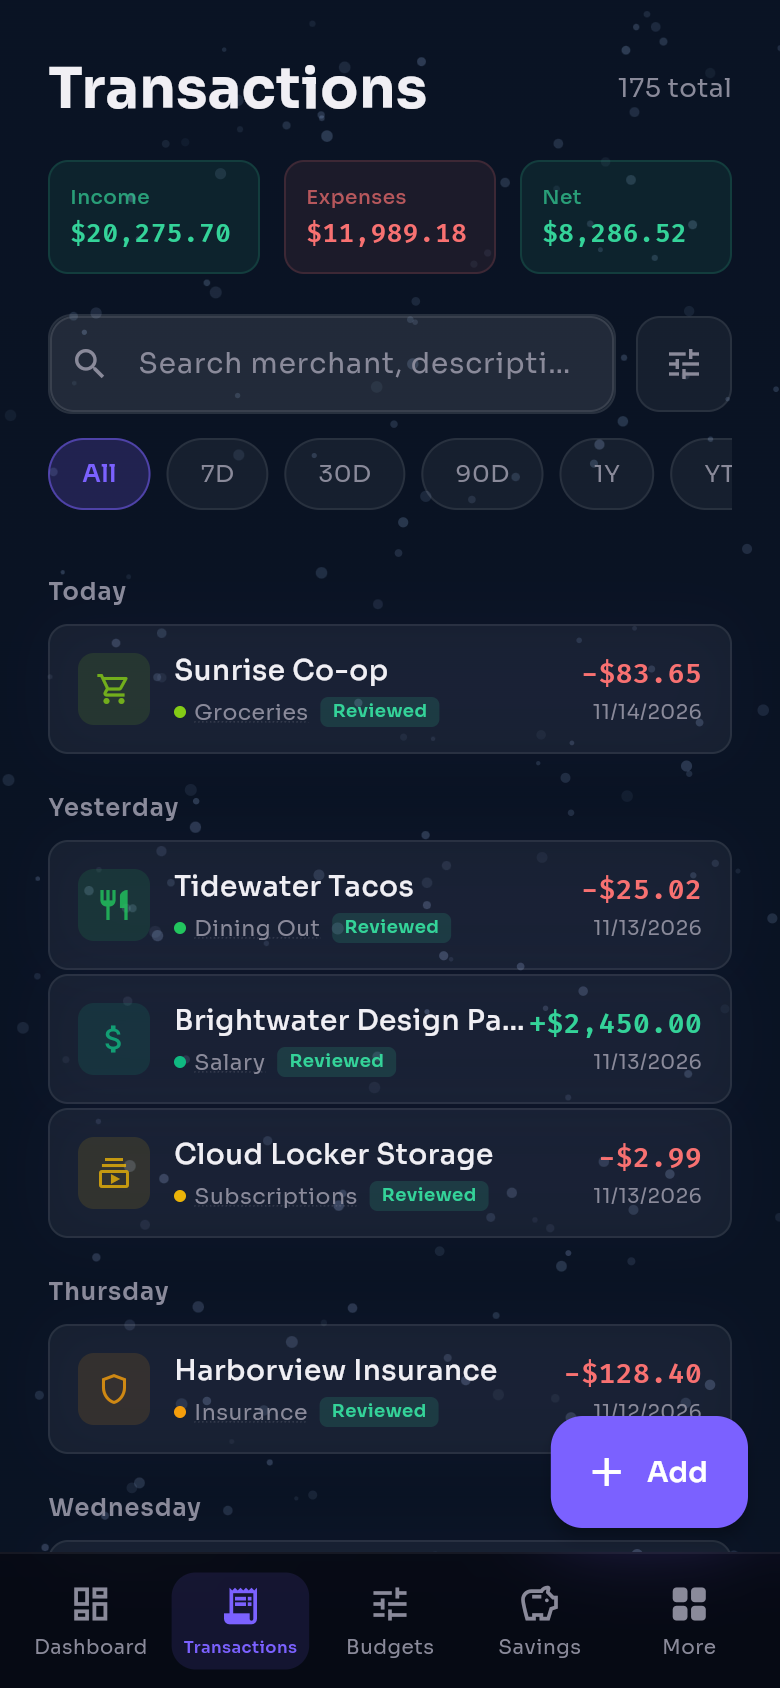 Transactions
175 total
Income
$20,275.70
Expenses
$11,989.18
Net
$8,286.52
Search merchant, descripti...
All
7D
30D
90D
1Y
YT
Today
Sunrise Co-op
-$83.65
Groceries
Reviewed
11/14/2026
Yesterday
Tidewater Tacos
-$25.02
Dining Out
Reviewed
11/13/2026
Brightwater Design Pa...
+$2,450.00
Salary
Reviewed
11/13/2026
Cloud Locker Storage
-$2.99
Subscriptions
Reviewed
11/13/2026
Thursday
Harborview Insurance
-$128.40
Insurance
Reviewed
11/12/2026
Add
Wednesday
Dashboard
Transactions
Budgets
Savings
More